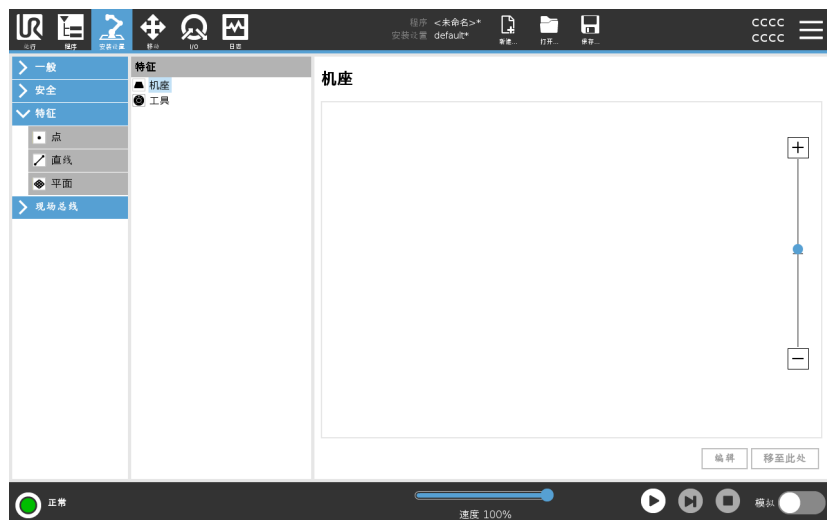 程序 <未命名>*
安装设置 default*
新建... 打开... 保存...
cccc
cccc
运行 程序 安装设置 移动 I/O 日志
一般
安全
特征
点
直线
平面
现场总线
特征
机座
工具
机座
+
−
编辑 移至此处
正常
速度 100%
模拟